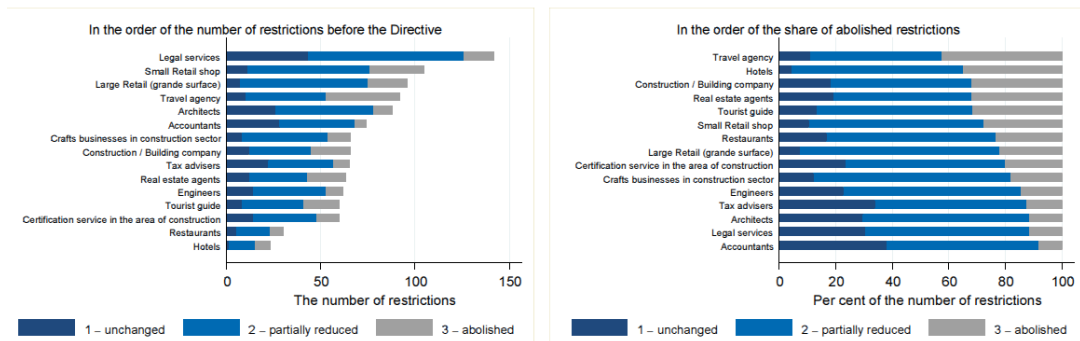 In the order of the number of restrictions before the Directive
Legal services
Small Retail shop
Large Retail (grande surface)
Travel agency
Architects
Accountants
Crafts businesses in construction sector
Construction / Building company
Tax advisers
Real estate agents
Engineers
Tourist guide
Certification service in the area of construction
Restaurants
Hotels
0 50 100 150
The number of restrictions
1 – unchanged 2 – partially reduced 3 – abolished
In the order of the share of abolished restrictions
Travel agency
Hotels
Construction / Building company
Real estate agents
Tourist guide
Small Retail shop
Restaurants
Large Retail (grande surface)
Certification service in the area of construction
Crafts businesses in construction sector
Engineers
Tax advisers
Architects
Legal services
Accountants
0 20 40 60 80 100
Per cent of the number of restrictions
1 – unchanged 2 – partially reduced 3 – abolished